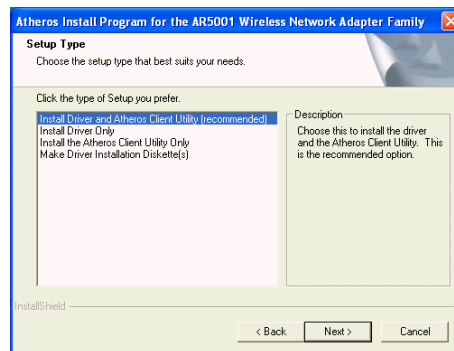 Atheros Install Program for the AR5001 Wireless Network Adapter Family
Setup Type
Choose the setup type that best suits your needs.
Click the type of Setup you prefer.
Install Driver and Atheros Client Utility (recommended)
Install Driver Only
Install the Atheros Client Utility Only
Make Driver Installation Diskette(s)
Description
Choose this to install the driver
and the Atheros Client Utility. This
is the recommended option.
InstallShield
< Back
Next >
Cancel